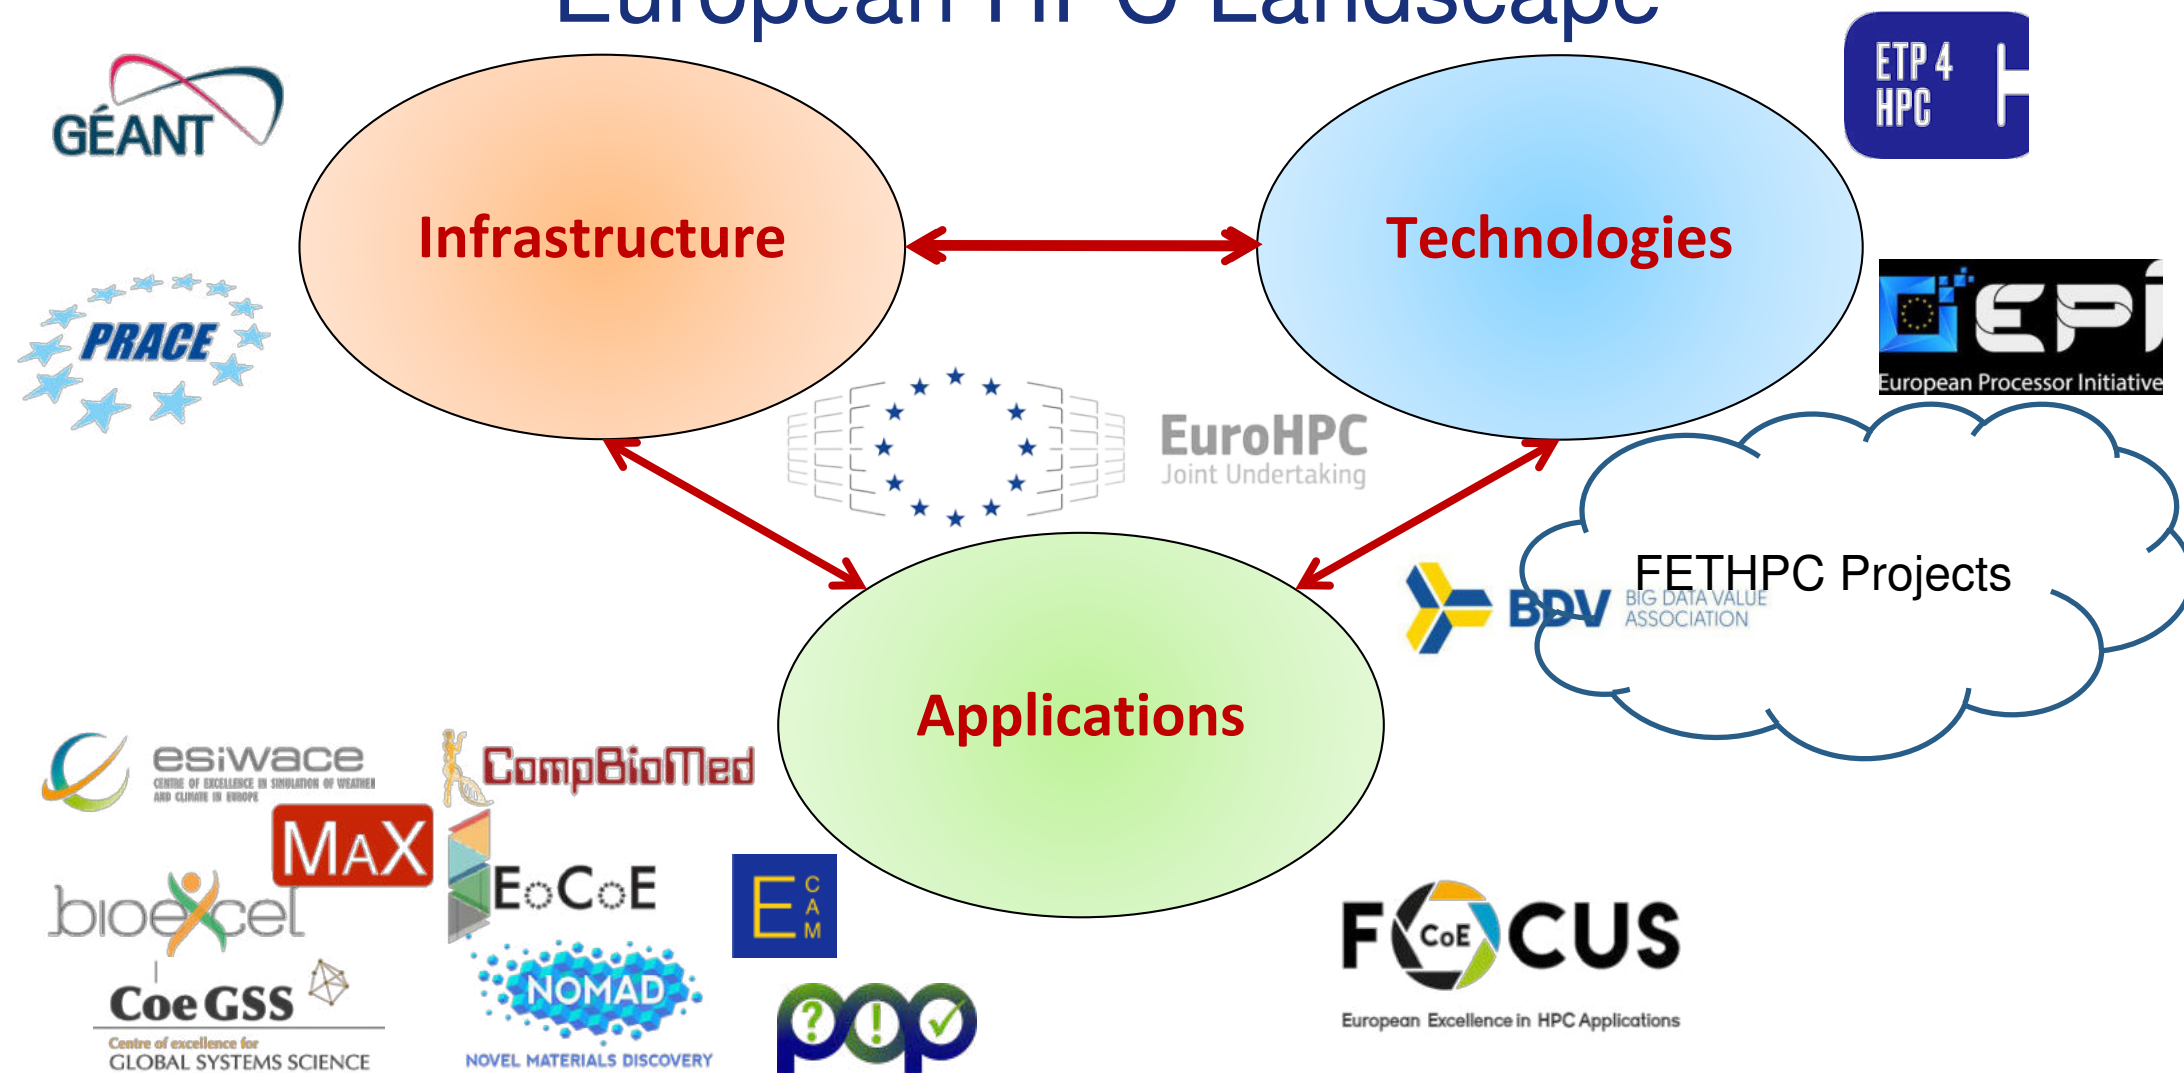 European HPC Landscape
GÉANT
ETP 4
HPC
Infrastructure
Technologies
PRACE
EPI
European Processor Initiative
EuroHPC
Joint Undertaking
FETHPC Projects
BDV
BIG DATA VALUE
ASSOCIATION
Applications
esiwace
CENTRE OF EXCELLENCE IN SIMULATION OF WEATHER
AND CLIMATE IN EUROPE
CompBioMed
MAX
EoCoE
bioexcel
E CAM
FOCUS
CoE
European Excellence in HPC Applications
NOMAD
NOVEL MATERIALS DISCOVERY
CoeGSS
Centre of excellence for
GLOBAL SYSTEMS SCIENCE
? ! 
pop